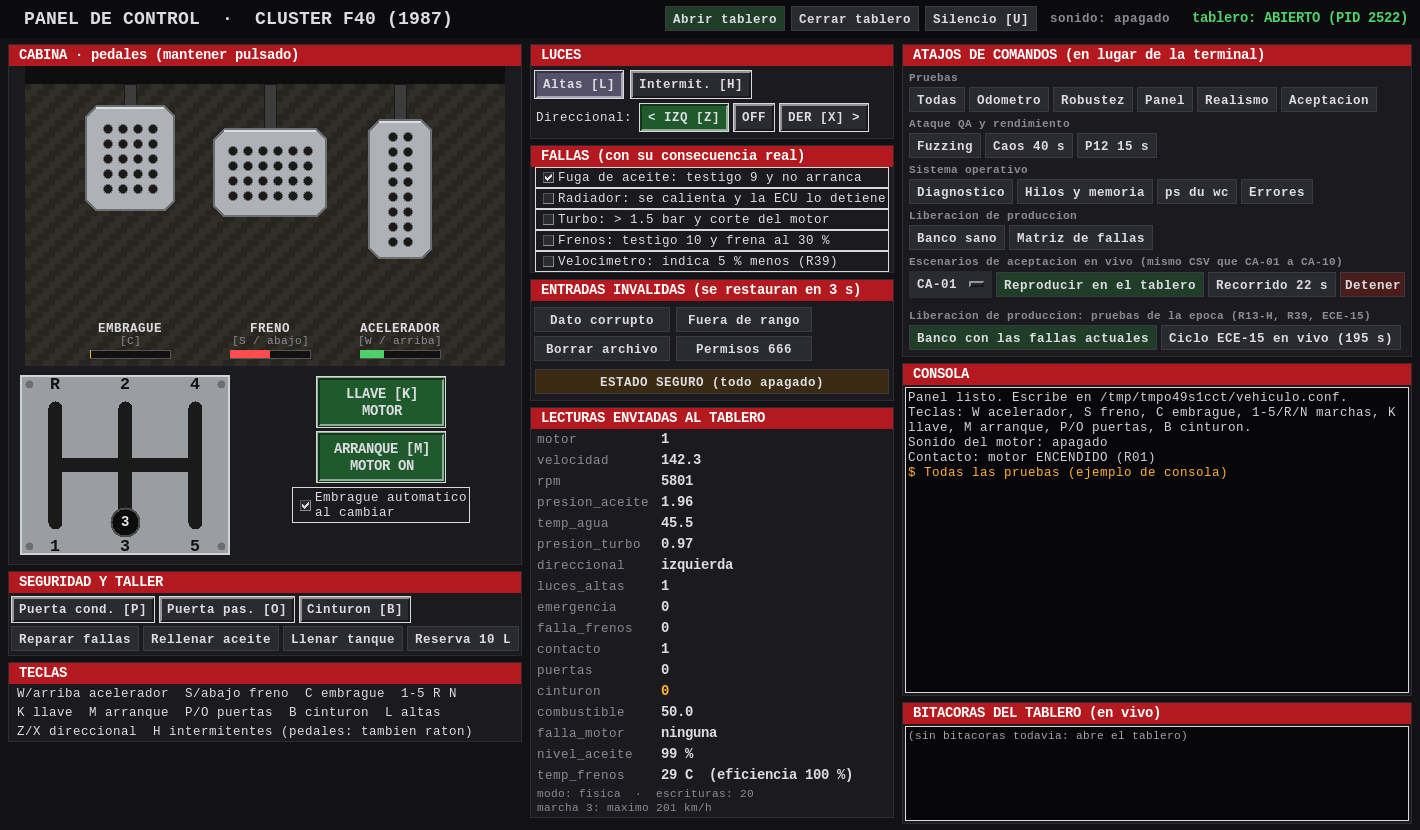 PANEL DE CONTROL · CLUSTER F40 (1987)
Abrir tablero Cerrar tablero Silencio [U] sonido: apagado tablero: ABIERTO (PID 2522)
CABINA · pedales (mantener pulsado)
EMBRAGUE FRENO ACELERADOR
[C] [S / abajo] [W / arriba]
R 2 4
1 3 5
3
LLAVE [K]
MOTOR
ARRANQUE [M]
MOTOR ON
Embrague automatico
al cambiar
SEGURIDAD Y TALLER
Puerta cond. [P] Puerta pas. [O] Cinturon [B]
Reparar fallas Rellenar aceite Llenar tanque Reserva 10 L
TECLAS
W/arriba acelerador S/abajo freno C embrague 1-5 R N
K llave M arranque P/O puertas B cinturon L altas
Z/X direccional H intermitentes (pedales: tambien raton)
LUCES
Altas [L] Intermit. [H]
Direccional: < IZQ [Z] OFF DER [X] >
FALLAS (con su consecuencia real)
Fuga de aceite: testigo 9 y no arranca
Radiador: se calienta y la ECU lo detiene
Turbo: > 1.5 bar y corte del motor
Frenos: testigo 10 y frena al 30 %
Velocimetro: indica 5 % menos (R39)
ENTRADAS INVALIDAS (se restauran en 3 s)
Dato corrupto Fuera de rango
Borrar archivo Permisos 666
ESTADO SEGURO (todo apagado)
LECTURAS ENVIADAS AL TABLERO
motor 1
velocidad 142.3
rpm 5801
presion_aceite 1.96
temp_agua 45.5
presion_turbo 0.97
direccional izquierda
luces_altas 1
emergencia 0
falla_frenos 0
contacto 1
puertas 0
cinturon 0
combustible 50.0
falla_motor ninguna
nivel_aceite 99 %
temp_frenos 29 C (eficiencia 100 %)
modo: fisica · escrituras: 20
marcha 3: maximo 201 km/h
ATAJOS DE COMANDOS (en lugar de la terminal)
Pruebas
Todas Odometro Robustez Panel Realismo Aceptacion
Ataque QA y rendimiento
Fuzzing Caos 40 s P12 15 s
Sistema operativo
Diagnostico Hilos y memoria ps du wc Errores
Liberacion de produccion
Banco sano Matriz de fallas
Escenarios de aceptacion en vivo (mismo CSV que CA-01 a CA-10)
CA-01 Reproducir en el tablero Recorrido 22 s Detener
Liberacion de produccion: pruebas de la epoca (R13-H, R39, ECE-15)
Banco con las fallas actuales Ciclo ECE-15 en vivo (195 s)
CONSOLA
Panel listo. Escribe en /tmp/tmpo49s1cct/vehiculo.conf.
Teclas: W acelerador, S freno, C embrague, 1-5/R/N marchas, K
llave, M arranque, P/O puertas, B cinturon.
Sonido del motor: apagado
Contacto: motor ENCENDIDO (R01)
$ Todas las pruebas (ejemplo de consola)
BITACORAS DEL TABLERO (en vivo)
(sin bitacoras todavia: abre el tablero)